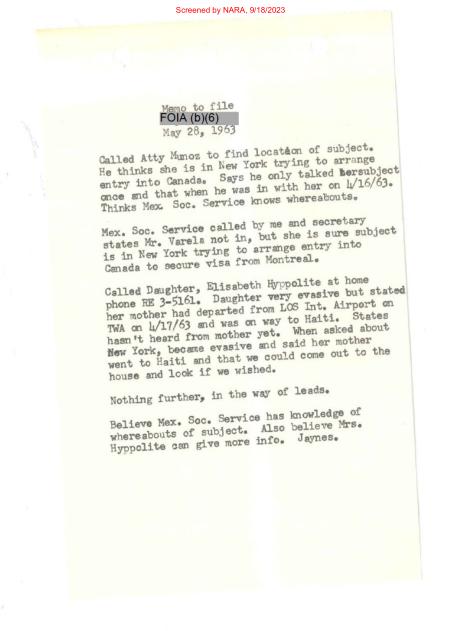 Screened by NARA, 9/18/2023
Memo to file
FOIA (b)(6)
May 28, 1963
Called Atty Munoz to find location of subject.
He thinks she is in New York trying to arrange
entry into Canada. Says he only talked to subject
once and that when he was in with her on 4/16/63.
Thinks Mex. Soc. Service knows whereabouts.
Mex. Soc. Service called by me and secretary
states Mr. Varela not in, but she is sure subject
is in New York trying to arrange entry into
Canada to secure visa from Montreal.
Called Daughter, Elisabeth Hyppolite at home
phone RE 3-5161. Daughter very evasive but stated
her mother had departed from LOS Int. Airport on
TWA on 4/17/63 and was on way to Haiti. States
hasn't heard from mother yet. When asked about
New York, became evasive and said her mother
went to Haiti and that we could come out to the
house and look if we wished.
Nothing further, in the way of leads.
Believe Mex. Soc. Service has knowledge of
whereabouts of subject. Also believe Mrs.
Hyppolite can give more info. Jaynes.